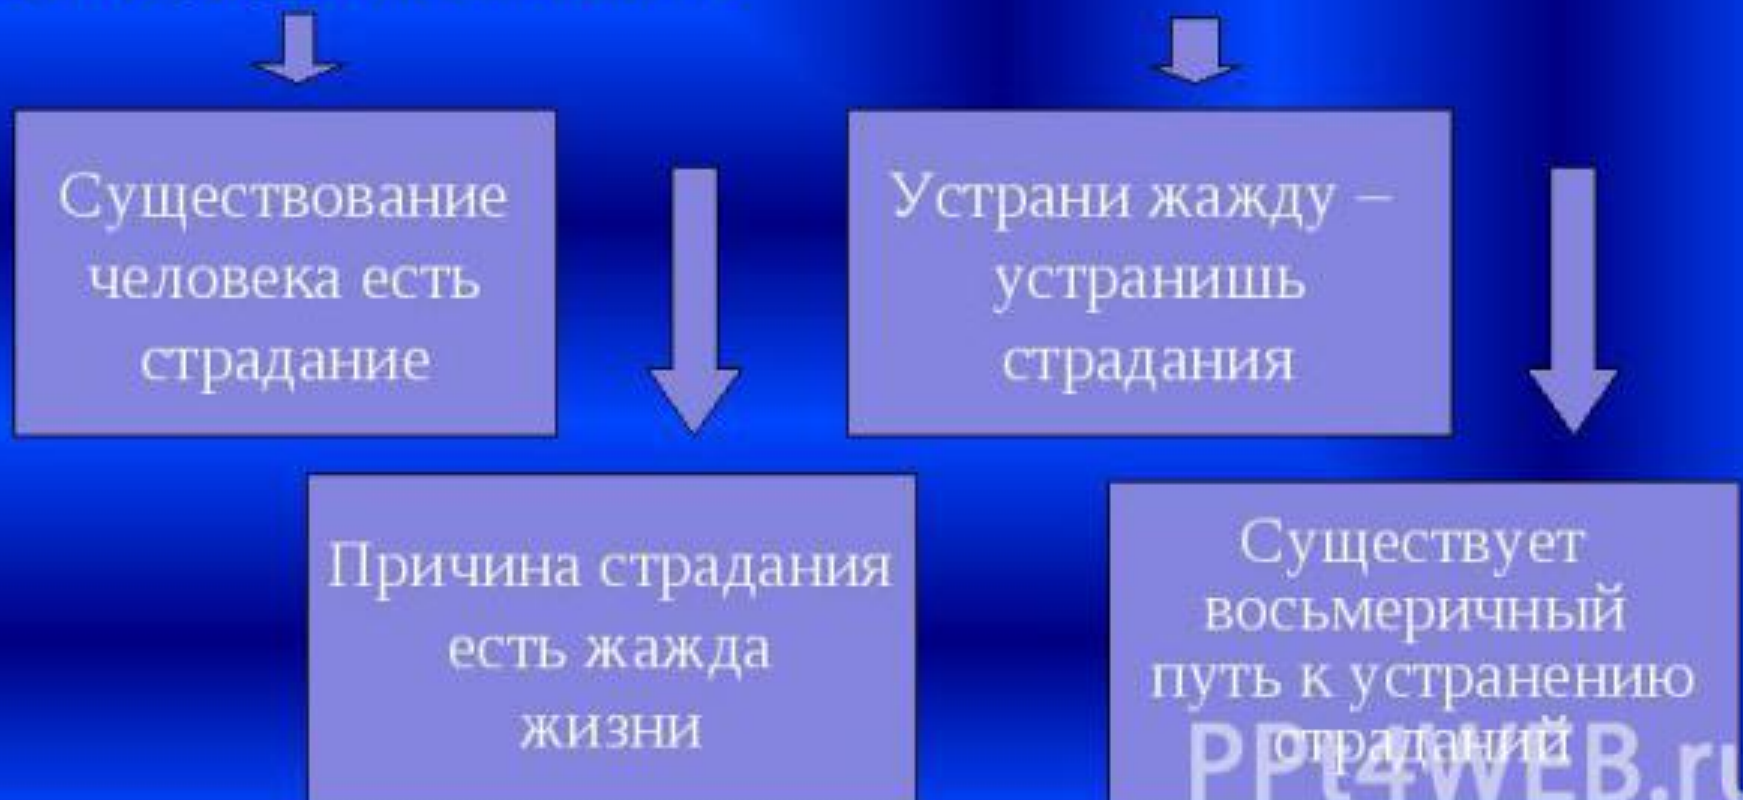 Существование
человека есть
страдание
Причина страдания
есть жажда
жизни
Устрани жажду –
устранишь
страдания
Существует
восьмеричный
путь к устранению
страданий
PPt4WEB.ru